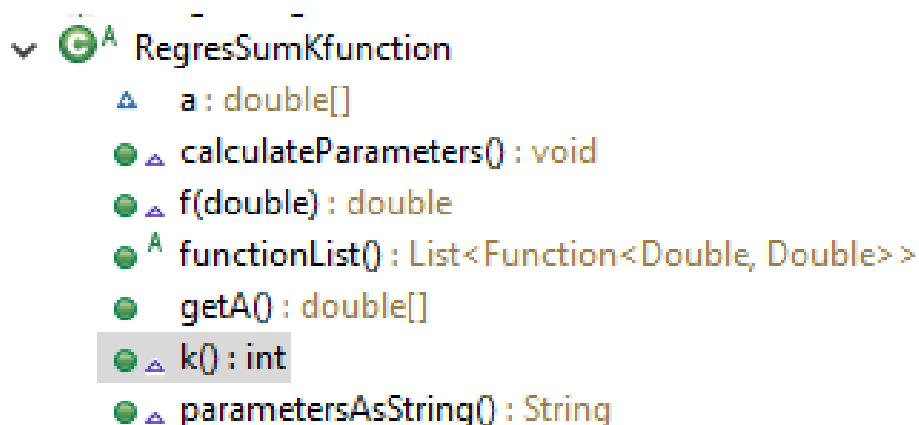 RegresSumKfunction
a : double[]
calculateParameters() : void
f(double) : double
functionList() : List<Function<Double, Double>>
getA() : double[]
k() : int
parametersAsString() : String